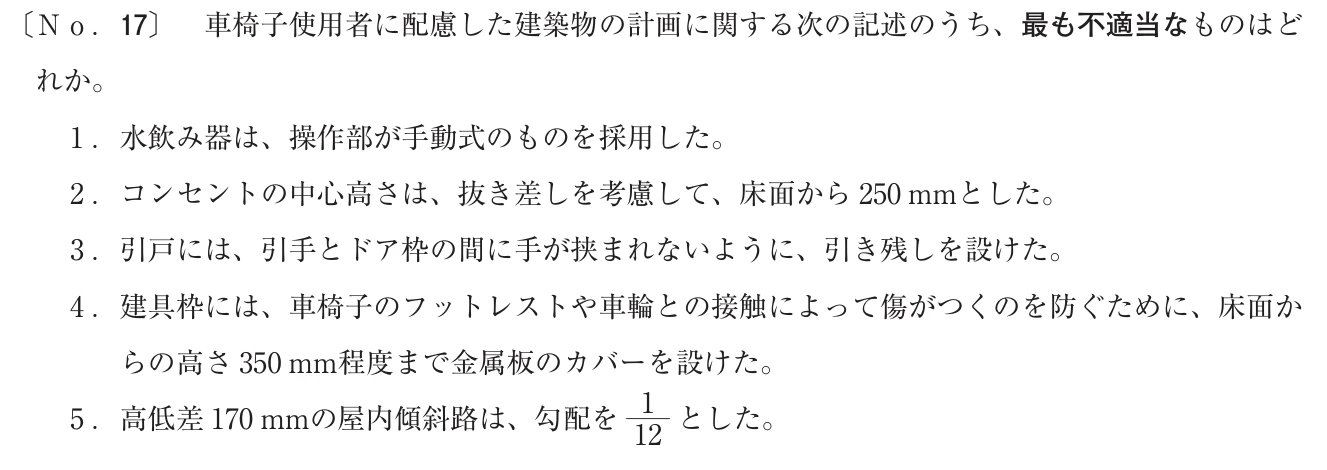 〔Ｎｏ．17〕　車椅子使用者に配慮した建築物の計画に関する次の記述のうち、最も不適当なものはど
れか。
１．水飲み器は、操作部が手動式のものを採用した。
２．コンセントの中心高さは、抜き差しを考慮して、床面から 250 mmとした。
３．引戸には、引手とドア枠の間に手が挟まれないように、引き残しを設けた。
４．建具枠には、車椅子のフットレストや車輪との接触によって傷がつくのを防ぐために、床面か
らの高さ 350 mm程度まで金属板のカバーを設けた。
５．高低差 170 mmの屋内傾斜路は、勾配を 1/12 とした。